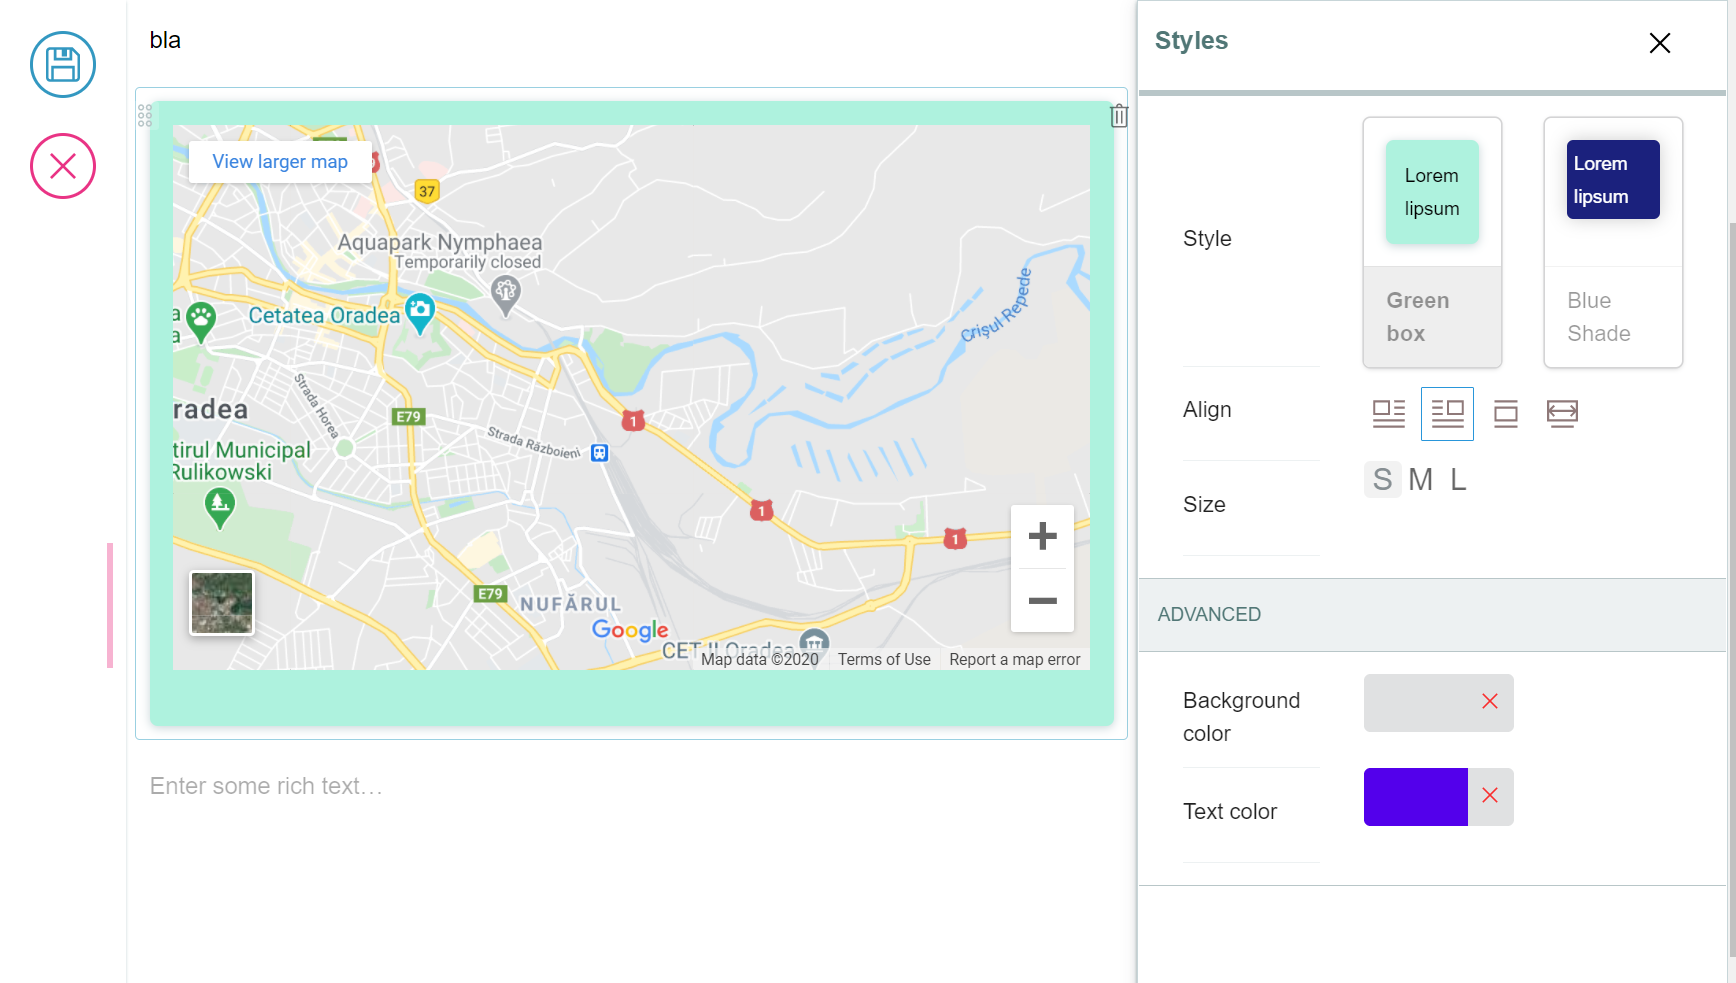 bla
Styles
View larger map
37
Aquapark Nymphaea
Temporarily closed
Cetatea Oradea
a
a
Crișul Repede
Strada Horea
radea
E79
1
Strada Războieni
tirul Municipal
Rulikowski
1
1
E79
NUFĂRUL
Google
CET II Oradea
Map data ©2020
Terms of Use
Report a map error
Enter some rich text…
Style
Lorem
lipsum
Green
box
Lorem
lipsum
Blue
Shade
Align
Size
S M L
ADVANCED
Background
color
Text color